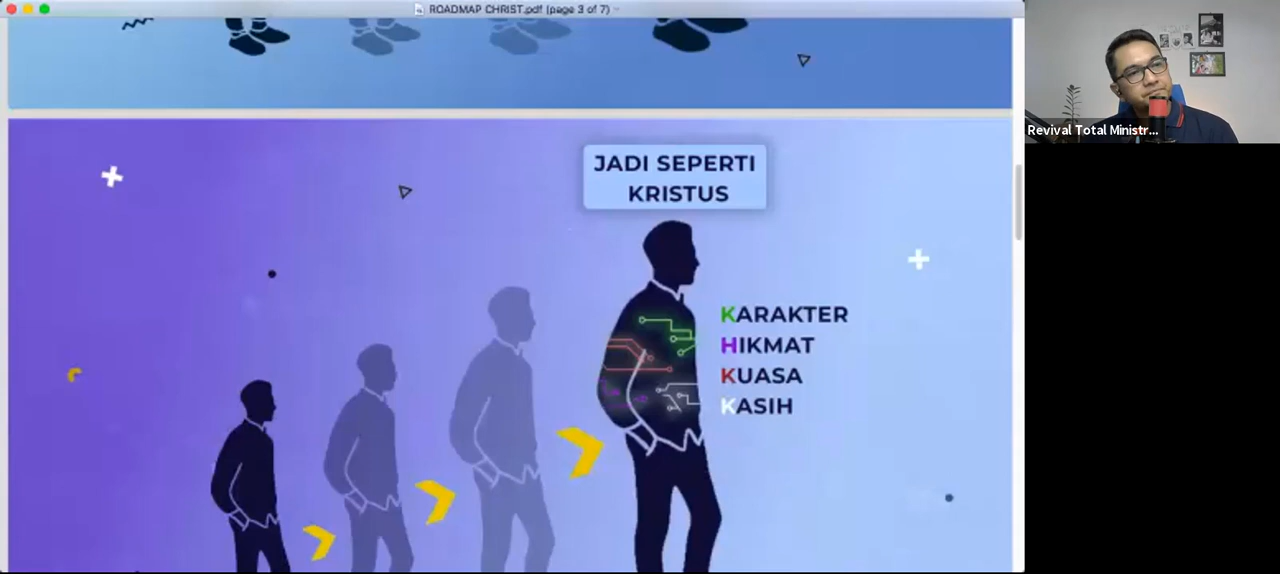 ROADMAP CHRIST.pdf (page 3 of 7)
Revival Total Ministr...
JADI SEPERTI
KRISTUS
KARAKTER
HIKMAT
KUASA
KASIH